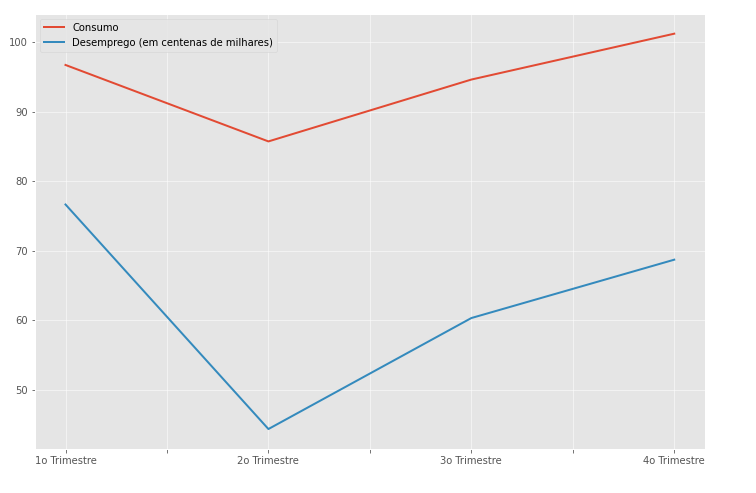 Consumo
Desemprego (em centenas de milhares)
100
90
80
70
60
50
1o Trimestre
2o Trimestre
3o Trimestre
4o Trimestre